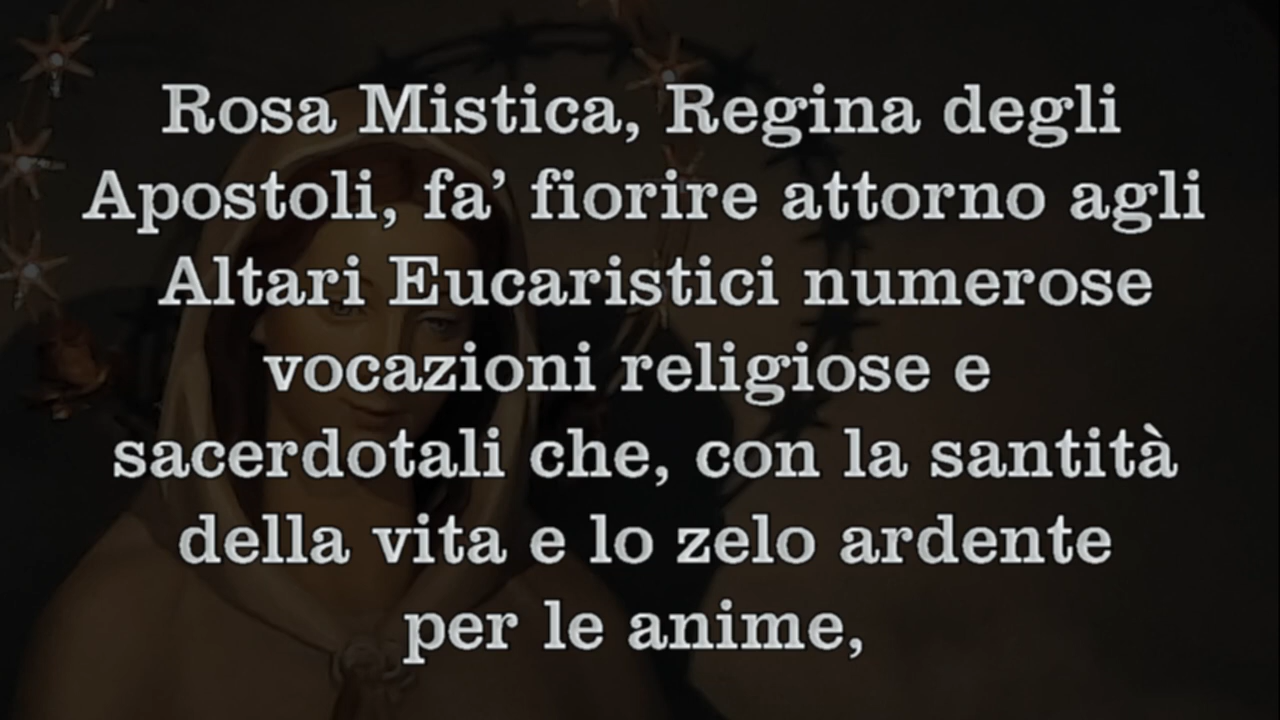 Rosa Mistica, Regina degli
Apostoli, fa’ fiorire attorno agli
Altari Eucaristici numerose
vocazioni religiose e
sacerdotali che, con la santità
della vita e lo zelo ardente
per le anime,